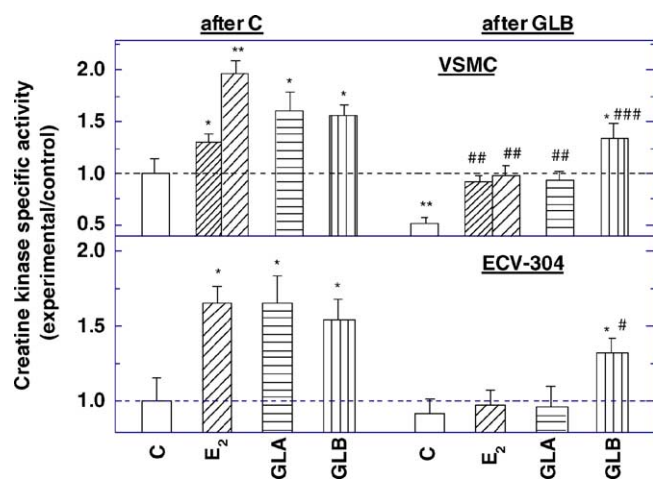 after C
after GLB
VSMC
2.0
1.5
1.0
0.5
*
**
*
*
**
##
##
##
* ###
ECV-304
2.0
1.5
1.0
*
*
*
* #
C
E2
GLA
GLB
C
E2
GLA
GLB
Creatine kinase specific activity
(experimental/control)